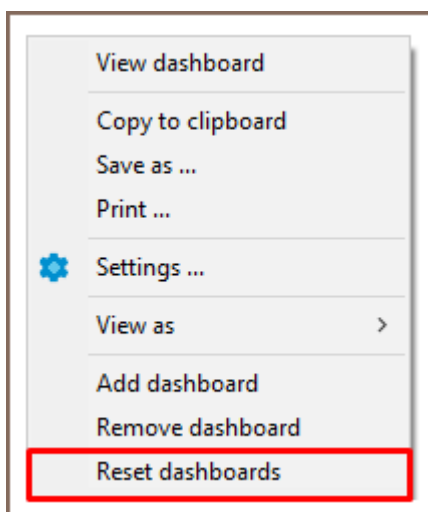 View dashboard
Copy to clipboard
Save as ...
Print ...
Settings ...
View as
Add dashboard
Remove dashboard
Reset dashboards